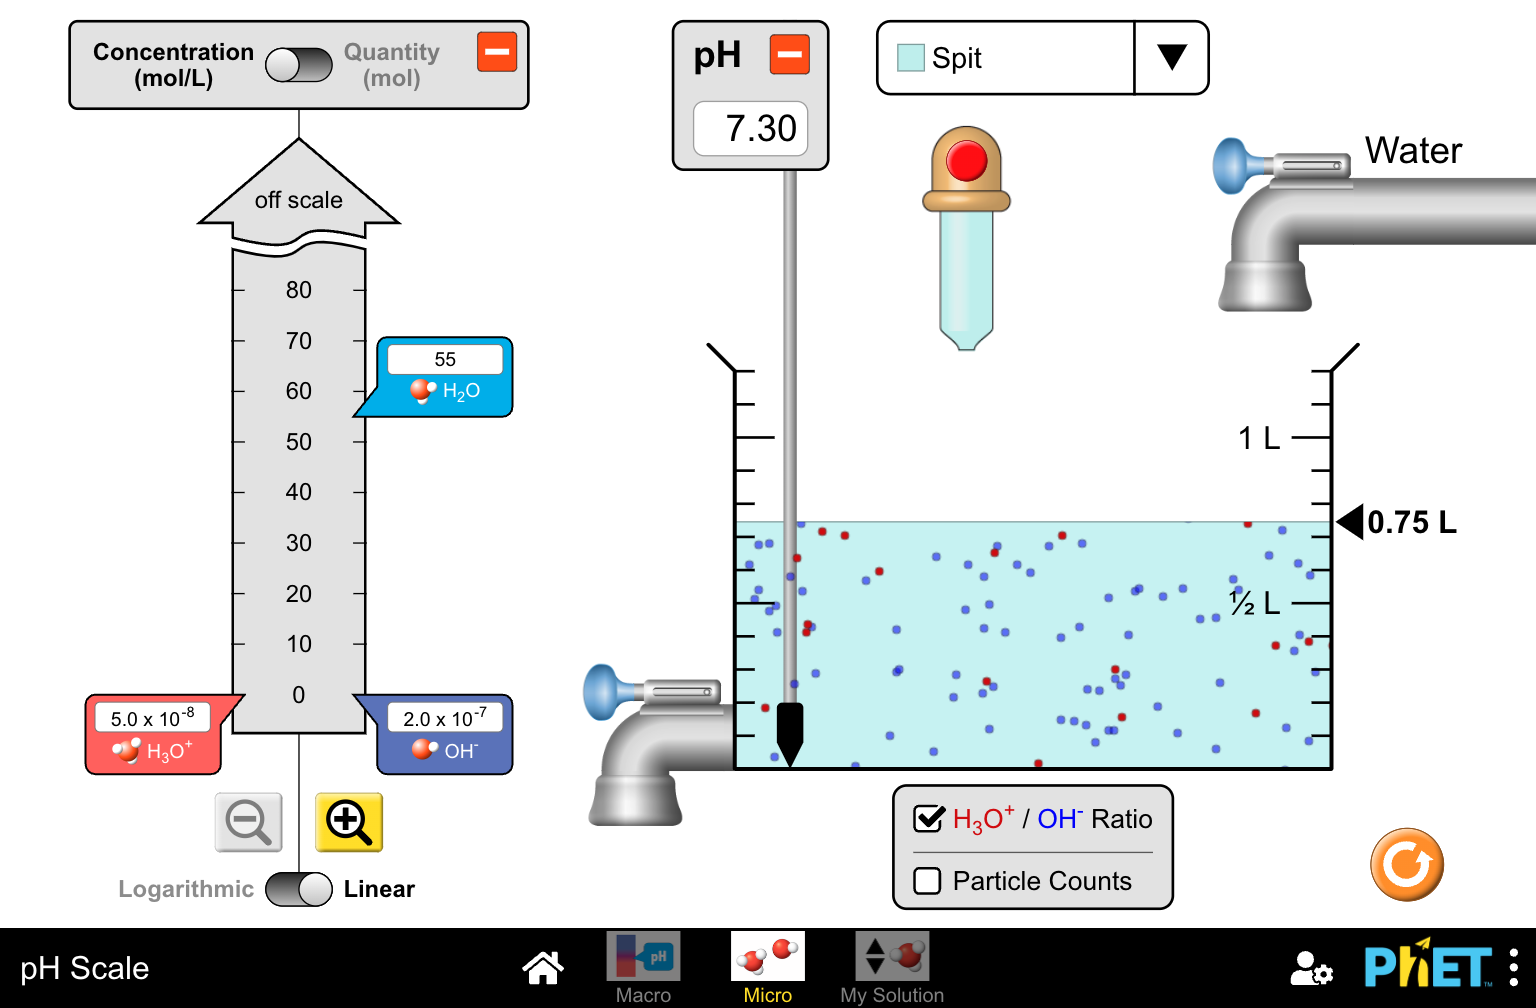 Concentration
(mol/L)
Quantity
(mol)
off scale
80
70
60
50
40
30
20
10
0
55
H₂O
5.0 x 10⁻⁸
H₃O⁺
2.0 x 10⁻⁷
OH⁻
Logarithmic
Linear
pH
7.30
Spit
Water
1 L
0.75 L
½ L
H₃O⁺ / OH⁻ Ratio
Particle Counts
pH Scale
pH
Macro
Micro
My Solution
PhET™